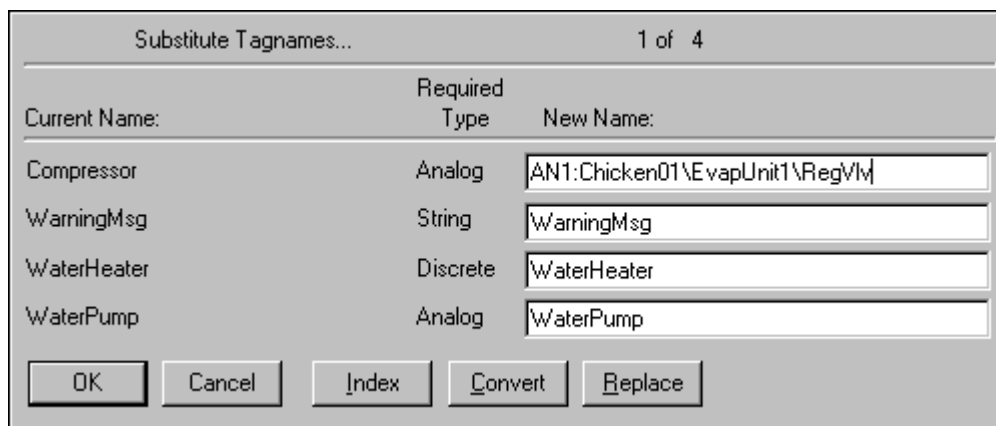 Substitute Tagnames... 1 of 4
Required
Current Name: Type New Name:
Compressor Analog AN1:Chicken01\EvapUnit1\RegVlv
WarningMsg String WarningMsg
WaterHeater Discrete WaterHeater
WaterPump Analog WaterPump
OK Cancel Index Convert Replace